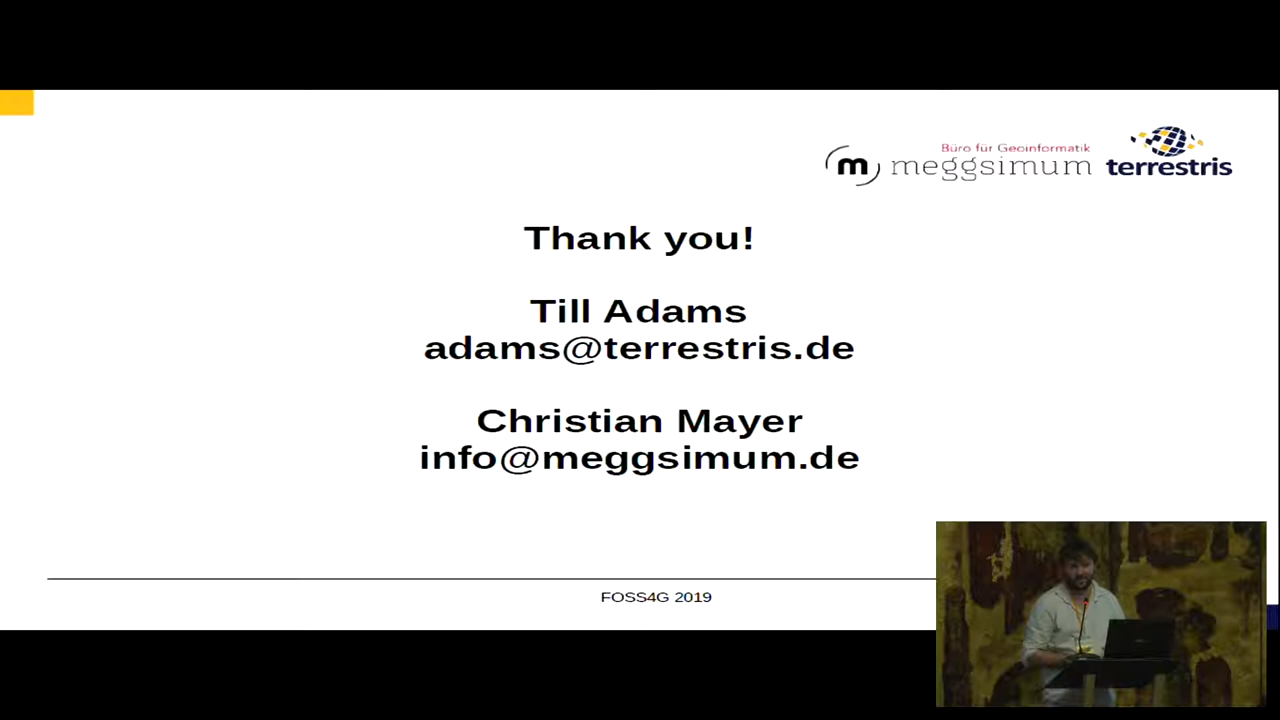 Büro für Geoinformatik
m meggsimum terrestris
Thank you!
Till Adams
adams@terrestris.de
Christian Mayer
info@meggsimum.de
FOSS4G 2019